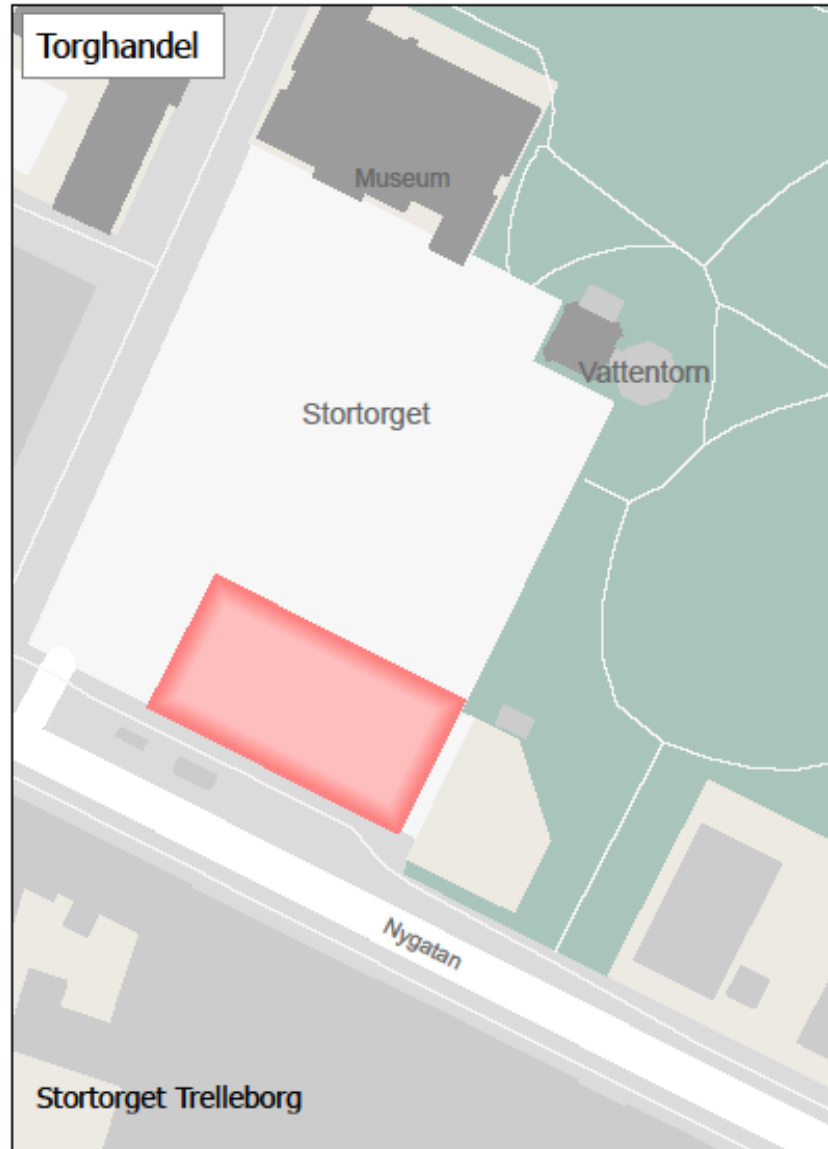 Torghandel
Museum
Vattentorn
Stortorget
Nygatan
Stortorget Trelleborg